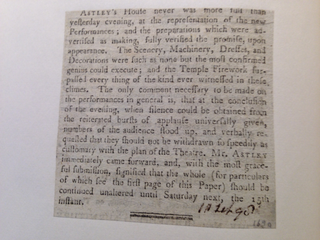 ASTLEY's House never was more full than
yesterday evening, at the representation of the new
Performances; and the preparations which were ad-
vertised as making, fully verified the promise, upon
appearance. The Scenery, Machinery, Dresses, and
Decorations were such as none but the most consummate
genius could execute; and the Temple Firework sur-
passed every thing of the kind ever witnessed in these
climes. The only comment necessary to be made on
the performances in general is, that at the conclusion
of the evening, when silence could be obtained from
the reiterated bursts of applause universally given,
numbers of the audience stood up, and verbally re-
quested that they should not be withdrawn so speedily as
customary with the plan of the Theatre. Mr. ASTLEY
immediately came forward, and, with the most grace-
ful submission, signified that the whole (for particulars
of which see the first page of this Paper) should be
continued unaltered until Saturday next, the 15th
instant.